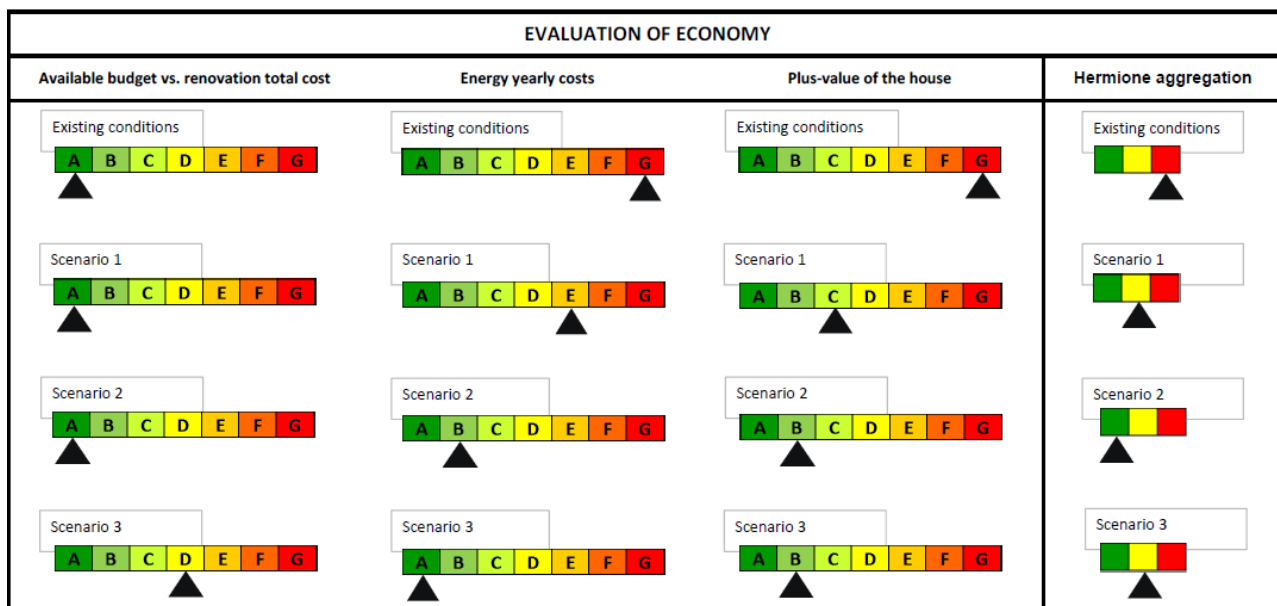 EVALUATION OF ECONOMY
Available budget vs. renovation total cost Energy yearly costs Plus-value of the house Hermione aggregation
Existing conditions Existing conditions Existing conditions Existing conditions
A B C D E F G A B C D E F G A B C D E F G
Scenario 1 Scenario 1 Scenario 1 Scenario 1
A B C D E F G A B C D E F G A B C D E F G
Scenario 2 Scenario 2 Scenario 2 Scenario 2
A B C D E F G A B C D E F G A B C D E F G
Scenario 3 Scenario 3 Scenario 3 Scenario 3
A B C D E F G A B C D E F G A B C D E F G